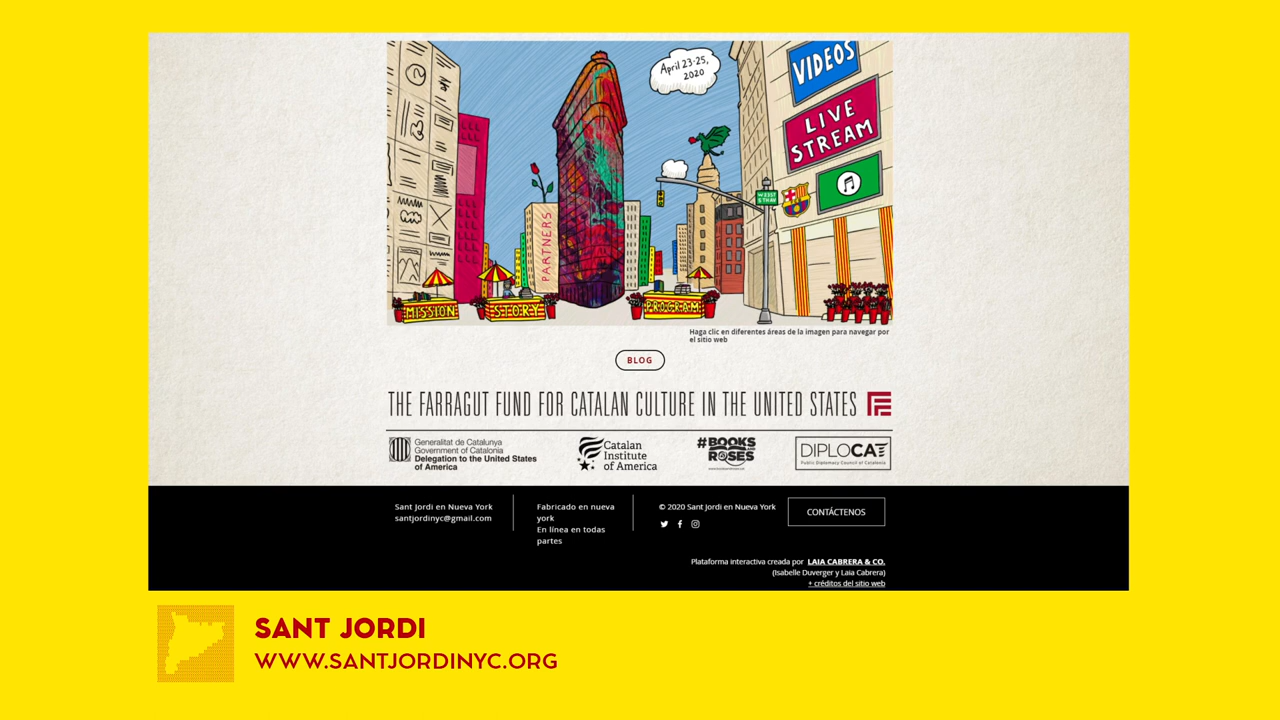 April 23-25,
2020
VIDEOS
LIVE
STREAM
PARTNERS
MISSION
STORY
PROGRAM
Haga clic en diferentes áreas de la imagen para navegar por
el sitio web
BLOG
THE FARRAGUT FUND FOR CATALAN CULTURE IN THE UNITED STATES
Generalitat de Catalunya
Government of Catalonia
Delegation to the United States
of America
Catalan
Institute
of America
#BOOKS
AND
ROSES
DIPLOCAT
Public Diplomacy Council of Catalonia
Sant Jordi en Nueva York
santjordinyc@gmail.com
Fabricado en nueva
york
En línea en todas
partes
© 2020 Sant Jordi en Nueva York
CONTÁCTENOS
Plataforma interactiva creada por LAIA CABRERA & CO.
(Isabelle Duverger y Laia Cabrera)
+ créditos del sitio web
SANT JORDI
WWW.SANTJORDINYC.ORG